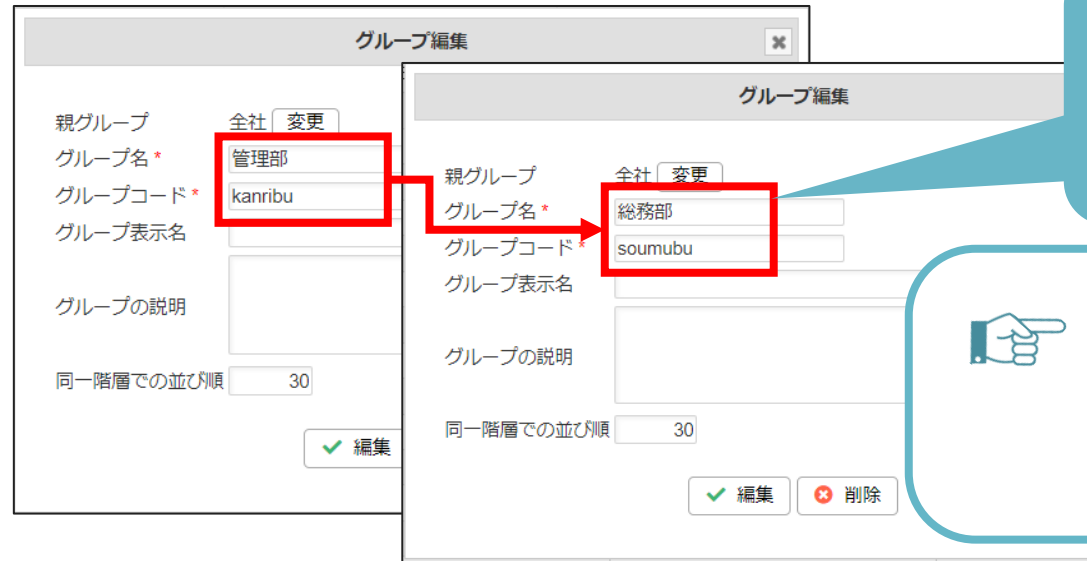 グループ編集
親グループ 全社 変更
グループ名 * 管理部
グループコード * kanribu
グループ表示名
グループの説明
同一階層での並び順 30
編集
グループ編集
親グループ 全社 変更
グループ名 * 総務部
グループコード * soumubu
グループ表示名
グループの説明
同一階層での並び順 30
編集 削除